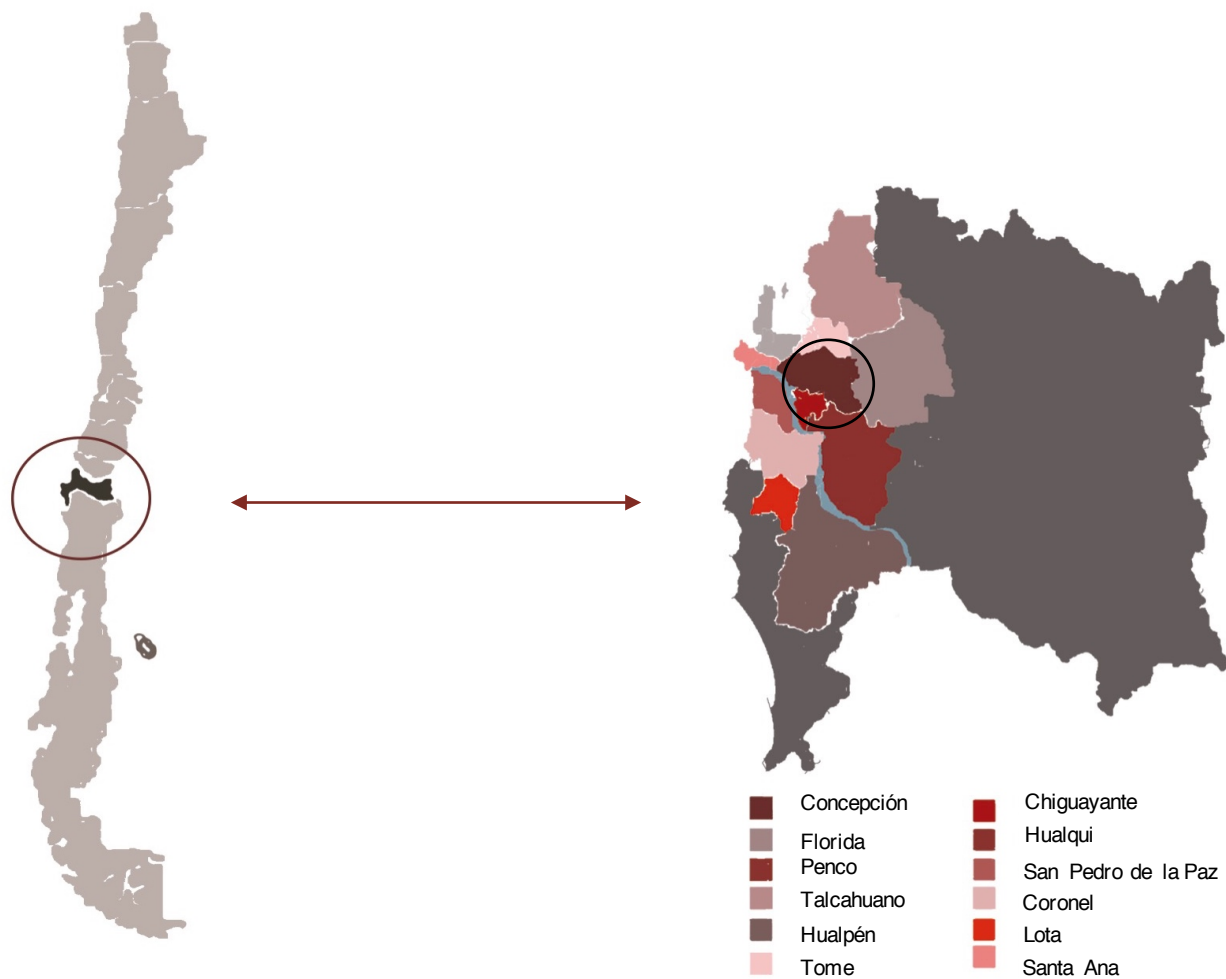 Concepción
Florida
Penco
Talcahuano
Hualpén
Tome
Chiguayante
Hualqui
San Pedro de la Paz
Coronel
Lota
Santa Ana